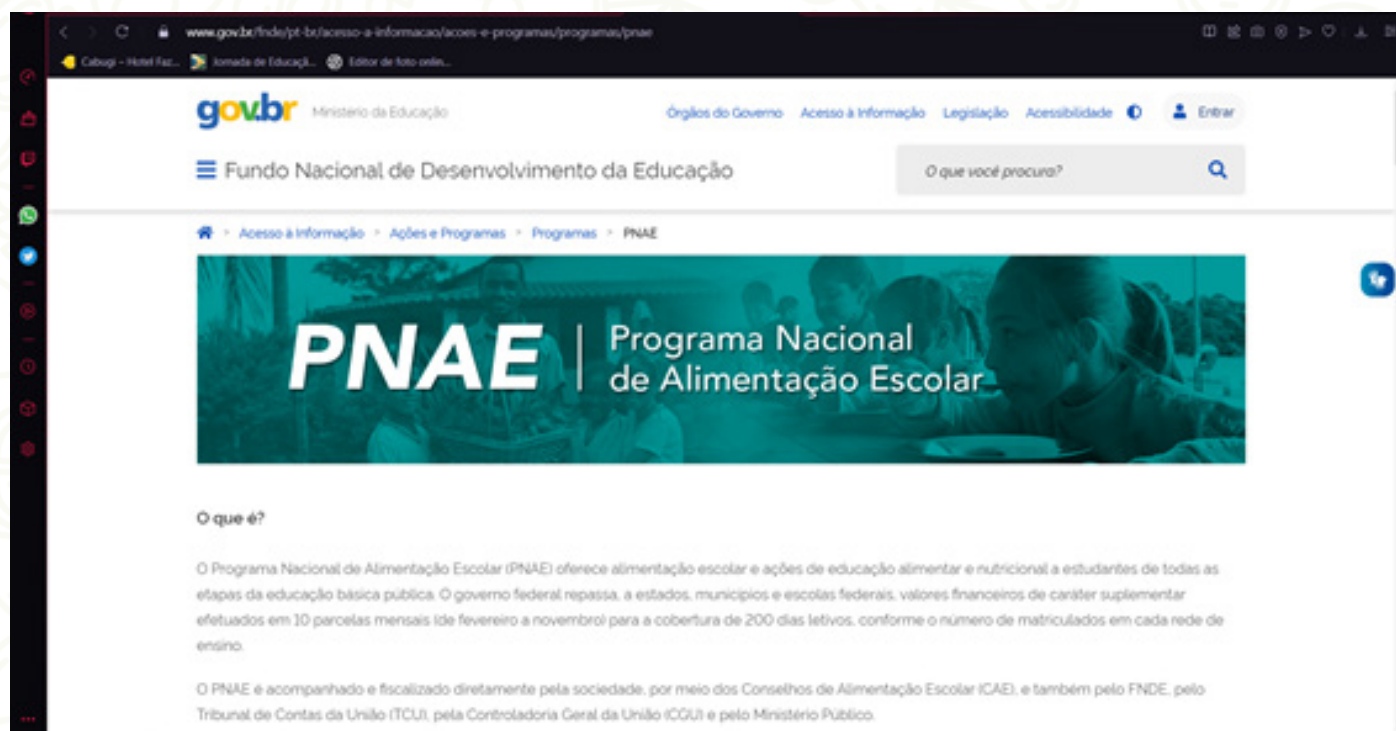 www.gov.br/fnde/pt-br/acesso-a-informacao/acoes-e-programas/programas/pnae
Cabugi - Hotel Faz... Jornada de Educaçã... Editor de foto onlin...
gov.br Ministério da Educação Órgãos do Governo Acesso à Informação Legislação Acessibilidade Entrar
Fundo Nacional de Desenvolvimento da Educação O que você procura?
Acesso à Informação > Ações e Programas > Programas > PNAE
PNAE | Programa Nacional
de Alimentação Escolar
O que é?
O Programa Nacional de Alimentação Escolar (PNAE) oferece alimentação escolar e ações de educação alimentar e nutricional a estudantes de todas as
etapas da educação básica pública. O governo federal repassa, a estados, municípios e escolas federais, valores financeiros de caráter suplementar
efetuados em 10 parcelas mensais (de fevereiro a novembro) para a cobertura de 200 dias letivos, conforme o número de matriculados em cada rede de
ensino.
O PNAE é acompanhado e fiscalizado diretamente pela sociedade, por meio dos Conselhos de Alimentação Escolar (CAE), e também pelo FNDE, pelo
Tribunal de Contas da União (TCU), pela Controladoria Geral da União (CGU) e pelo Ministério Público.